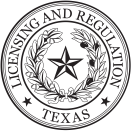 LICENSING AND REGULATION
TEXAS